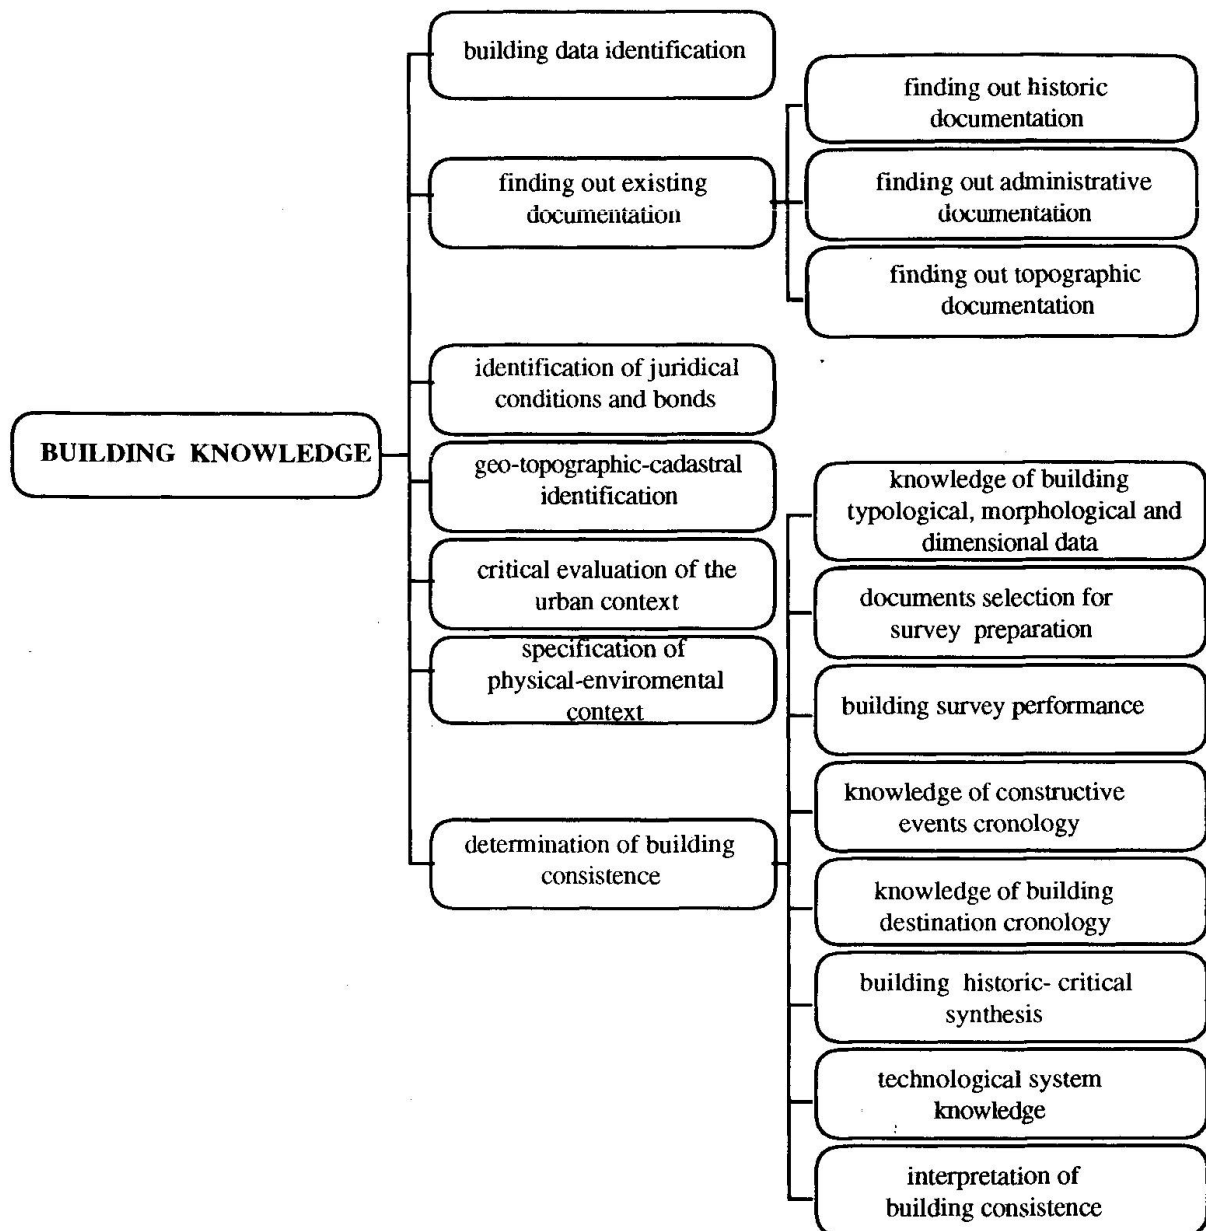 BUILDING KNOWLEDGE
building data identification
finding out existing
documentation
finding out historic
documentation
finding out administrative
documentation
finding out topographic
documentation
identification of juridical
conditions and bonds
geo-topographic-cadastral
identification
critical evaluation of the
urban context
specification of
physical-enviromental
context
determination of building
consistence
knowledge of building
typological, morphological and
dimensional data
documents selection for
survey preparation
building survey performance
knowledge of constructive
events cronology
knowledge of building
destination cronology
building historic- critical
synthesis
technological system
knowledge
interpretation of
building consistence